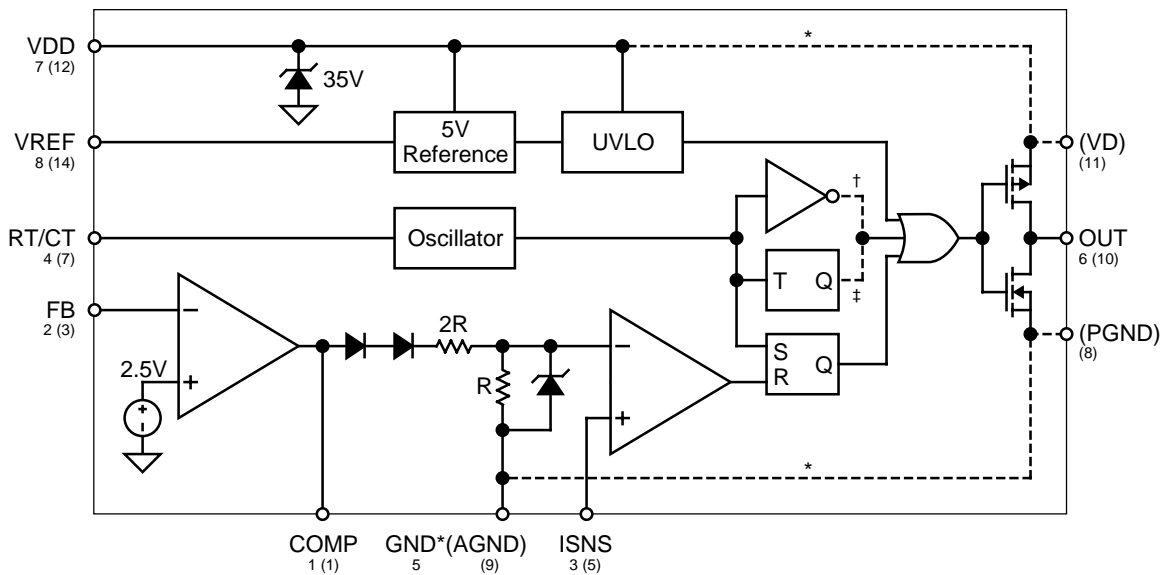 VDD
7 (12)
*
35V
VREF
8 (14)
5V
Reference
UVLO
(VD)
(11)
†
RT/CT
4 (7)
Oscillator
OUT
6 (10)
T Q
‡
FB
2 (3)
−
2R
2.5V
+
+
-
R
−
+
S
R
Q
(PGND)
(8)
*
COMP
1 (1)
GND*(AGND)
5 (9)
ISNS
3 (5)